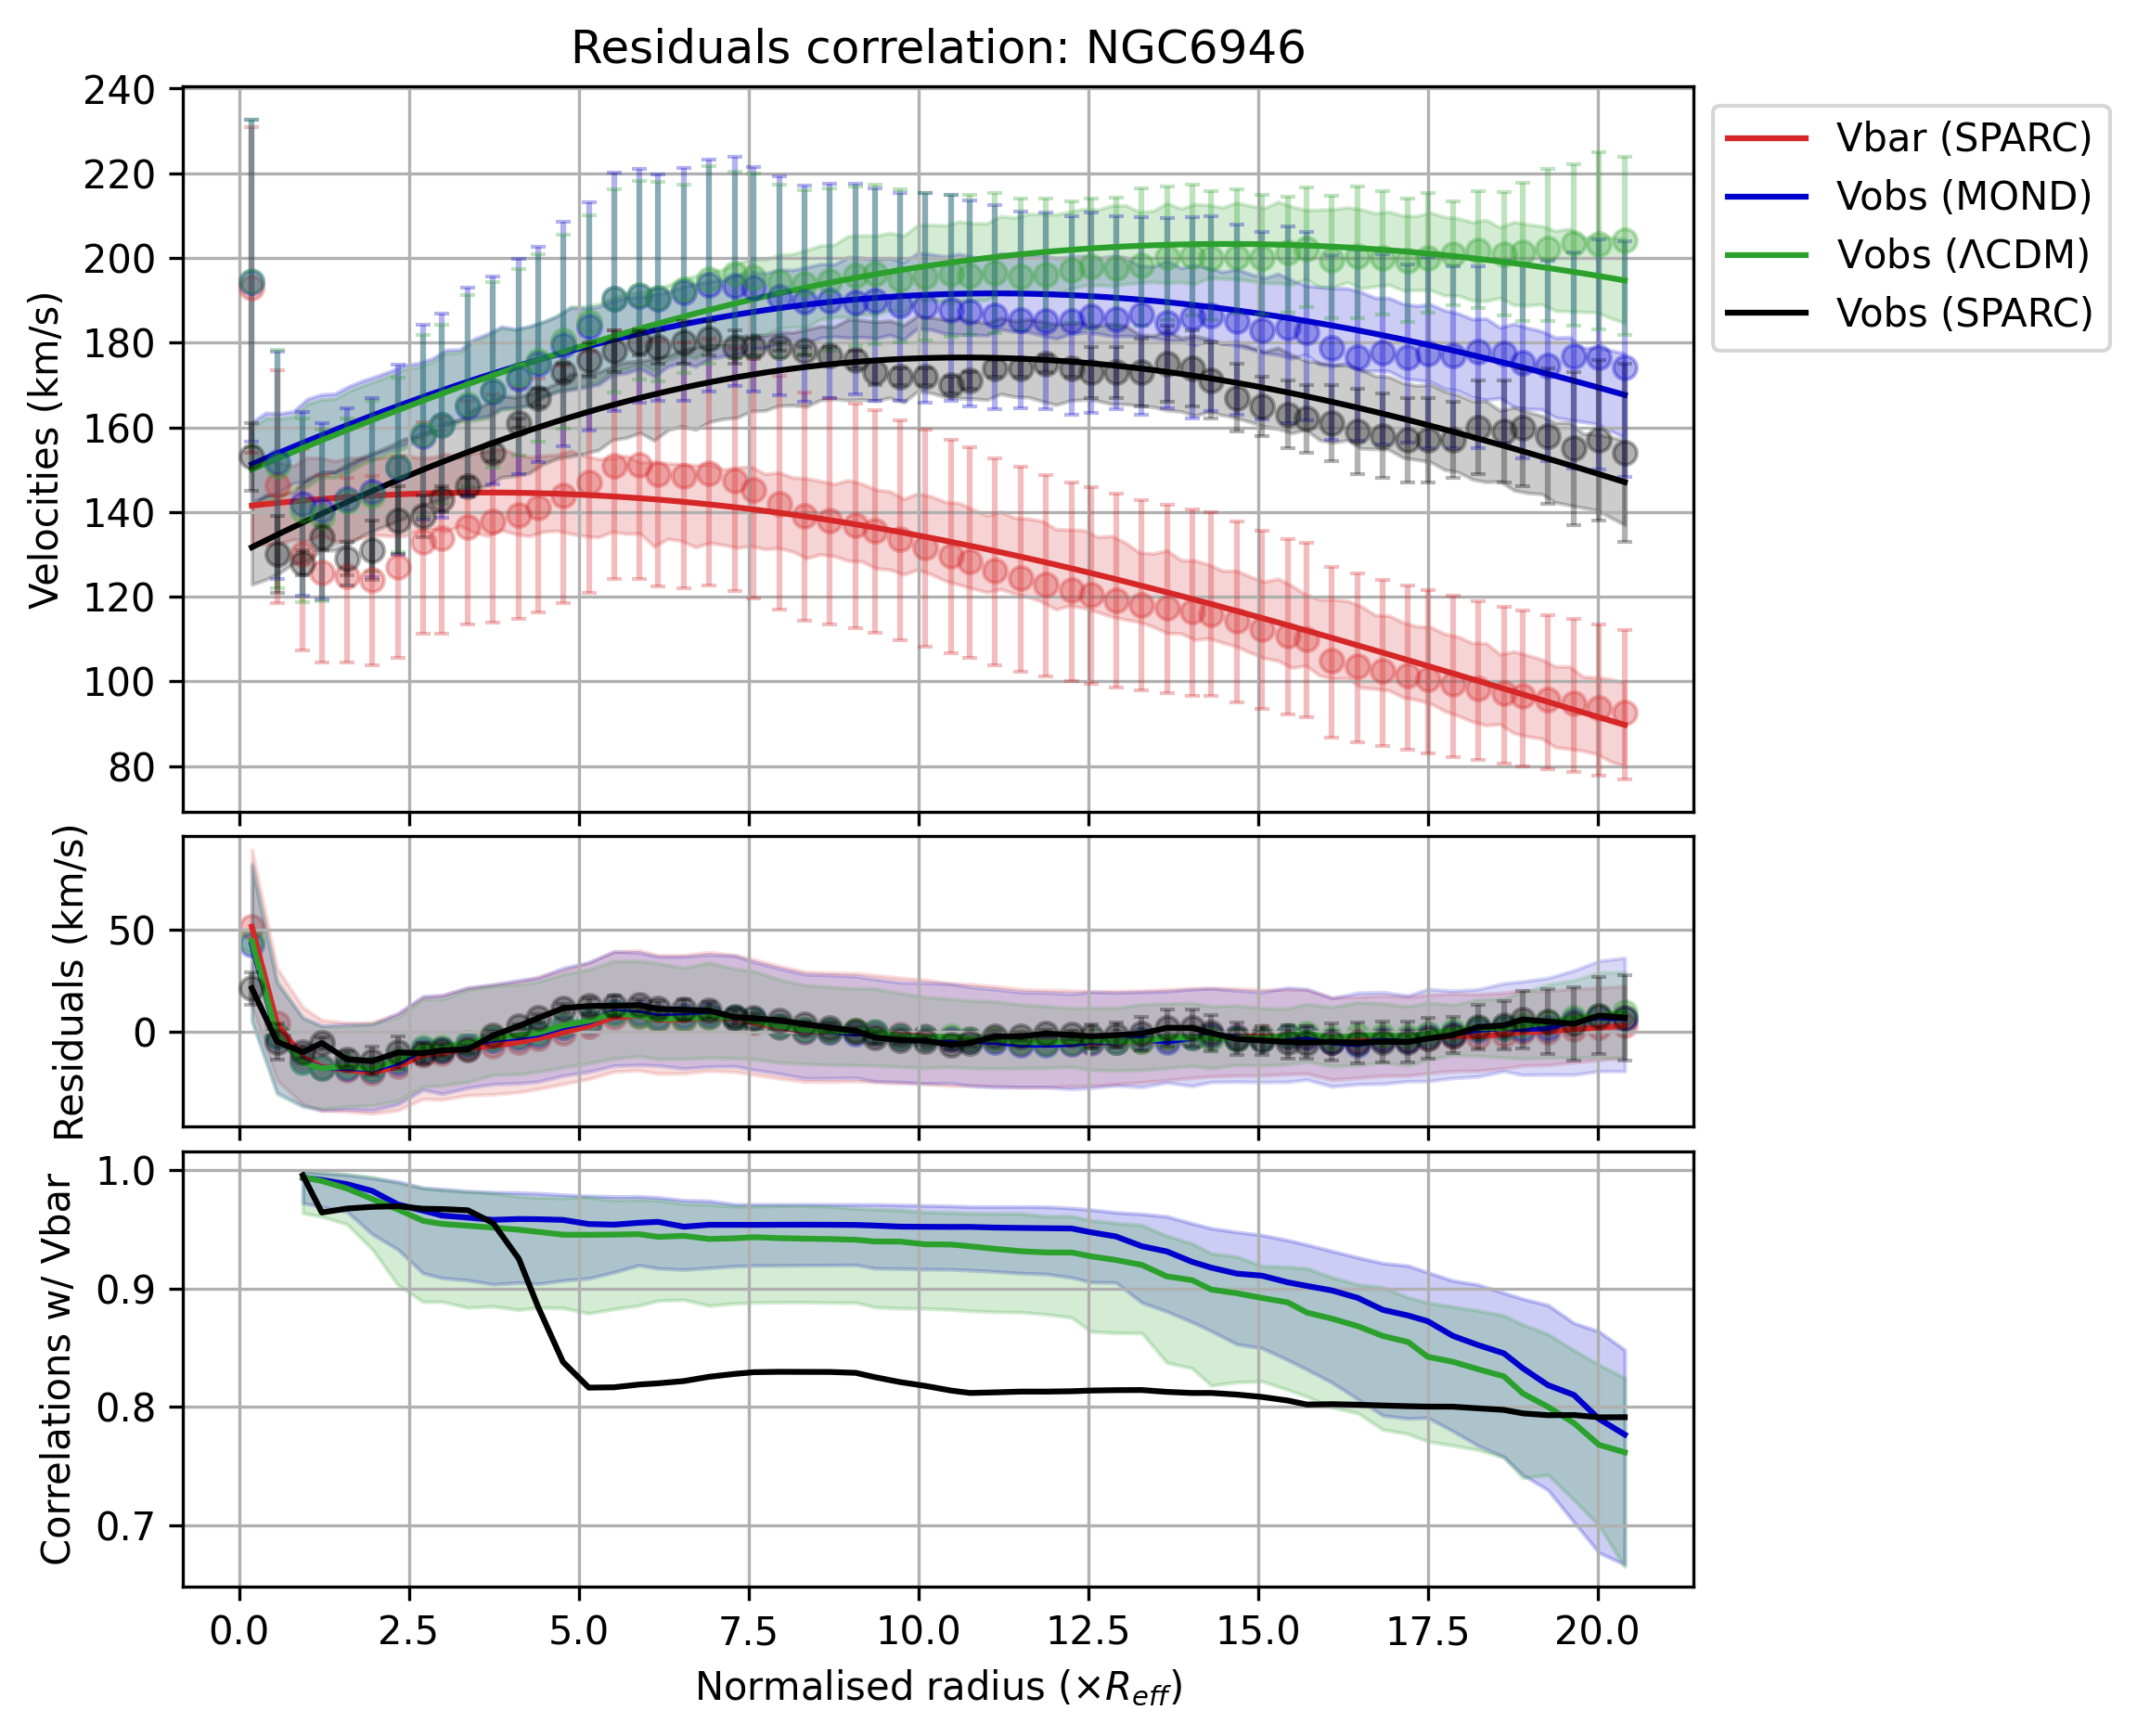 Residuals correlation: NGC6946
Velocities (km/s)
240
220
200
180
160
140
120
100
80
Vbar (SPARC)
Vobs (MOND)
Vobs (ΛCDM)
Vobs (SPARC)
Residuals (km/s)
50
0
Correlations w/ Vbar
1.0
0.9
0.8
0.7
0.0 2.5 5.0 7.5 10.0 12.5 15.0 17.5 20.0
Normalised radius (×R_eff)